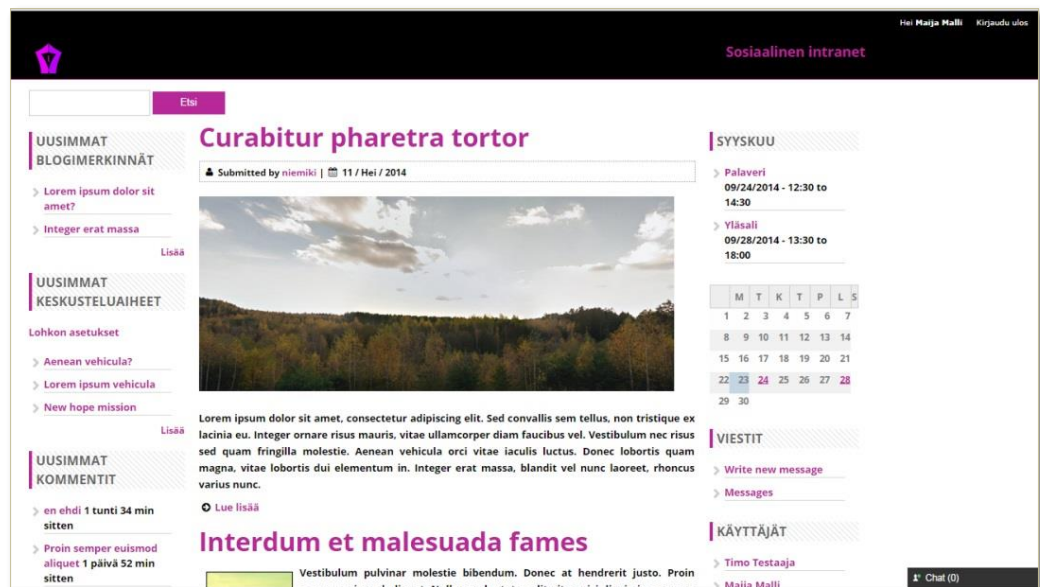 Hei Maija Malli Kirjaudu ulos
Sosiaalinen intranet
Etsi
UUSIMMAT
BLOGIMERKINNÄT
Lorem ipsum dolor sit
amet?
Integer erat massa
Lisää
UUSIMMAT
KESKUSTELUAIHEET
Lohkon asetukset
Aenean vehicula?
Lorem ipsum vehicula
New hope mission
Lisää
UUSIMMAT
KOMMENTIT
en ehdi 1 tunti 34 min
sitten
Proin semper euismod
aliquet 1 päivä 52 min
sitten
Curabitur pharetra tortor
Submitted by niemiki | 11 / Hei / 2014
Lorem ipsum dolor sit amet, consectetur adipiscing elit. Sed convallis sem tellus, non tristique ex
lacinia eu. Integer ornare risus mauris, vitae ullamcorper diam faucibus vel. Vestibulum nec risus
sed quam fringilla molestie. Aenean vehicula orci vitae iaculis luctus. Donec lobortis quam
magna, vitae lobortis dui elementum in. Integer erat massa, blandit vel nunc laoreet, rhoncus
varius nunc.
Lue lisää
Interdum et malesuada fames
Vestibulum pulvinar molestie bibendum. Donec at hendrerit justo. Proin
SYYSKUU
Palaveri
09/24/2014 - 12:30 to
14:30
Yläsali
09/28/2014 - 13:30 to
18:00
M T K T P L S
1 2 3 4 5 6 7
8 9 10 11 12 13 14
15 16 17 18 19 20 21
22 23 24 25 26 27 28
29 30
VIESTIT
Write new message
Messages
KÄYTTÄJÄT
Timo Testaaja
Maija Malli
Chat (0)